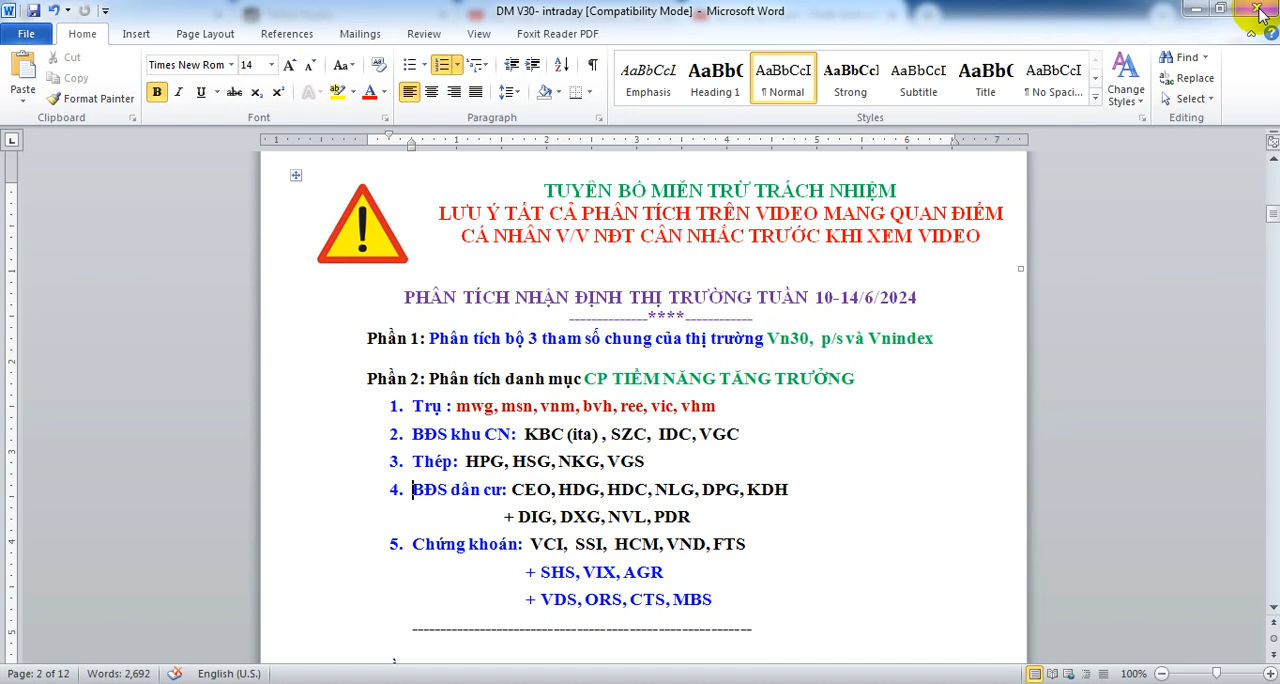 DM V30- intraday [Compatibility Mode] - Microsoft Word
File Home Insert Page Layout References Mailings Review View Foxit Reader PDF
Paste Cut Copy Format Painter
Times New Rom 14
AaBbCcI AaBb( AaBbCcI AaBbCcl AaBbCcI AaBb( AaBbCcI
Emphasis Heading 1 ¶ Normal Strong Subtitle Title ¶ No Spaci...
Change Styles
Find Replace Select
Clipboard Font Paragraph Styles Editing
TUYÊN BỐ MIỄN TRỪ TRÁCH NHIỆM
LƯU Ý TẤT CẢ PHÂN TÍCH TRÊN VIDEO MANG QUAN ĐIỂM
CÁ NHÂN V/V NĐT CÂN NHẮC TRƯỚC KHI XEM VIDEO
PHÂN TÍCH NHẬN ĐỊNH THỊ TRƯỜNG TUẦN 10-14/6/2024
--------------****------------
Phần 1: Phân tích bộ 3 tham số chung của thị trường Vn30, p/s và Vnindex
Phần 2: Phân tích danh mục CP TIỀM NĂNG TĂNG TRƯỞNG
1. Trụ : mwg, msn, vnm, bvh, ree, vic, vhm
2. BĐS khu CN: KBC (ita) , SZC, IDC, VGC
3. Thép: HPG, HSG, NKG, VGS
4. BĐS dân cư: CEO, HDG, HDC, NLG, DPG, KDH
+ DIG, DXG, NVL, PDR
5. Chứng khoán: VCI, SSI, HCM, VND, FTS
+ SHS, VIX, AGR
+ VDS, ORS, CTS, MBS
------------------------------------------------------------
Page: 2 of 12 Words: 2,692 English (U.S.) 100%